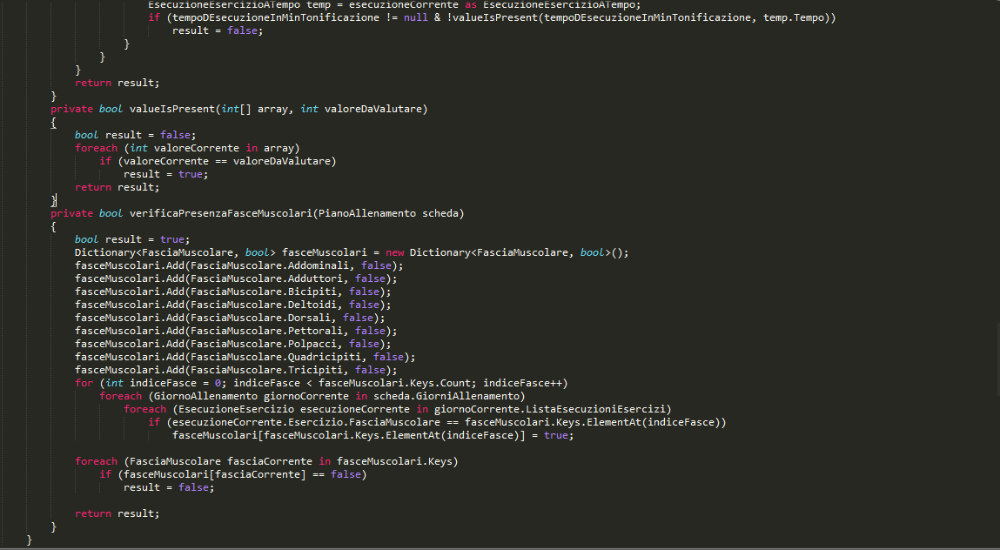 EsecuzioneEsercizioATempo temp = esecuzioneCorrente as EsecuzioneEsercizioATempo;
if (tempoDEsecuzioneInMinTonificazione != null & !valueIsPresent(tempoDEsecuzioneInMinTonificazione, temp.Tempo))
result = false;
}
}
}
return result;
}
private bool valueIsPresent(int[] array, int valoreDaValutare)
{
bool result = false;
foreach (int valoreCorrente in array)
if (valoreCorrente == valoreDaValutare)
result = true;
return result;
}
private bool verificaPresenzaFasceMuscolari(PianoAllenamento scheda)
{
bool result = true;
Dictionary<FasciaMuscolare, bool> fasceMuscolari = new Dictionary<FasciaMuscolare, bool>();
fasceMuscolari.Add(FasciaMuscolare.Addominali, false);
fasceMuscolari.Add(FasciaMuscolare.Adduttori, false);
fasceMuscolari.Add(FasciaMuscolare.Bicipiti, false);
fasceMuscolari.Add(FasciaMuscolare.Deltoidi, false);
fasceMuscolari.Add(FasciaMuscolare.Dorsali, false);
fasceMuscolari.Add(FasciaMuscolare.Pettorali, false);
fasceMuscolari.Add(FasciaMuscolare.Polpacci, false);
fasceMuscolari.Add(FasciaMuscolare.Quadricipiti, false);
fasceMuscolari.Add(FasciaMuscolare.Tricipiti, false);
for (int indiceFasce = 0; indiceFasce < fasceMuscolari.Keys.Count; indiceFasce++)
foreach (GiornoAllenamento giornoCorrente in scheda.GiorniAllenamento)
foreach (EsecuzioneEsercizio esecuzioneCorrente in giornoCorrente.ListaEsecuzioniEsercizi)
if (esecuzioneCorrente.Esercizio.FasciaMuscolare == fasceMuscolari.Keys.ElementAt(indiceFasce))
fasceMuscolari[fasceMuscolari.Keys.ElementAt(indiceFasce)] = true;
foreach (FasciaMuscolare fasciaCorrente in fasceMuscolari.Keys)
if (fasceMuscolari[fasciaCorrente] == false)
result = false;
return result;
}
}